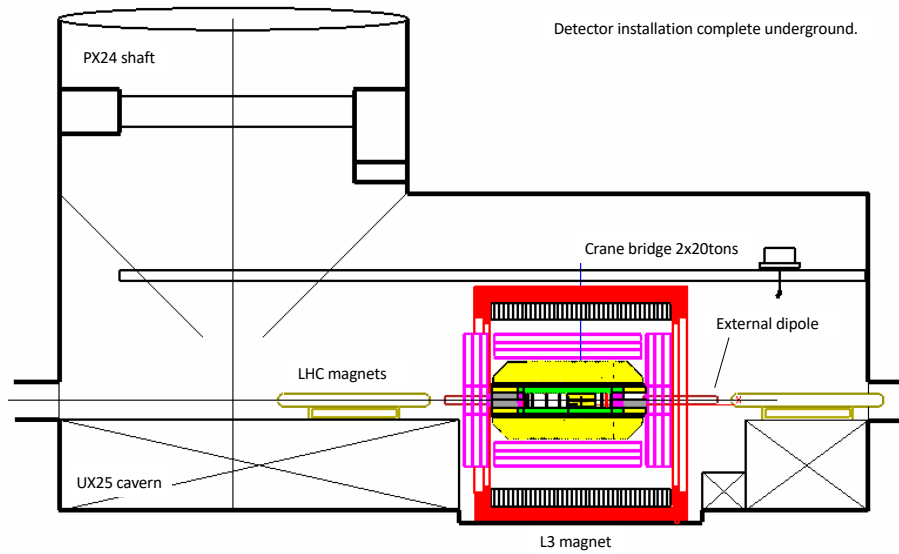 Detector installation complete underground.
PX24 shaft
Crane bridge 2x20tons
External dipole
LHC magnets
x
UX25 cavern
L3 magnet